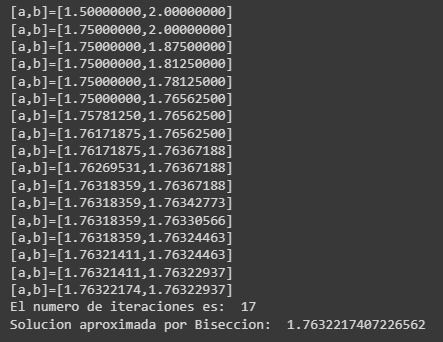 [a,b]=[1.50000000,2.00000000]
[a,b]=[1.75000000,2.00000000]
[a,b]=[1.75000000,1.87500000]
[a,b]=[1.75000000,1.81250000]
[a,b]=[1.75000000,1.78125000]
[a,b]=[1.75000000,1.76562500]
[a,b]=[1.75781250,1.76562500]
[a,b]=[1.76171875,1.76562500]
[a,b]=[1.76171875,1.76367188]
[a,b]=[1.76269531,1.76367188]
[a,b]=[1.76318359,1.76367188]
[a,b]=[1.76318359,1.76342773]
[a,b]=[1.76318359,1.76330566]
[a,b]=[1.76318359,1.76324463]
[a,b]=[1.76321411,1.76324463]
[a,b]=[1.76321411,1.76322937]
[a,b]=[1.76322174,1.76322937]
El numero de iteraciones es:  17
Solucion aproximada por Biseccion:  1.7632217407226562